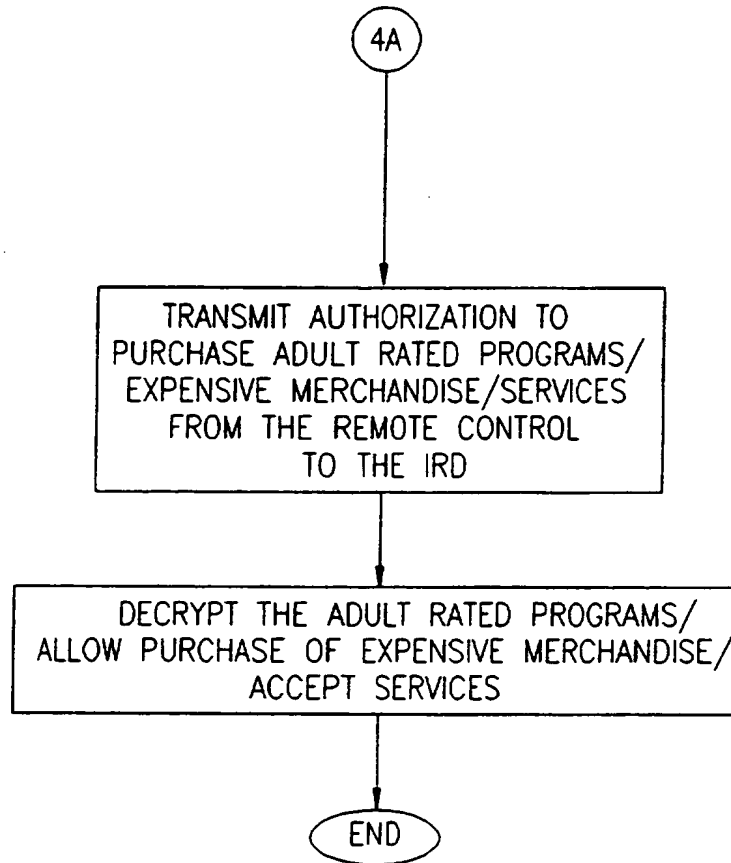 4A
TRANSMIT AUTHORIZATION TO
PURCHASE ADULT RATED PROGRAMS/
EXPENSIVE MERCHANDISE/SERVICES
FROM THE REMOTE CONTROL
TO THE IRD
DECRYPT THE ADULT RATED PROGRAMS/
ALLOW PURCHASE OF EXPENSIVE MERCHANDISE/
ACCEPT SERVICES
END